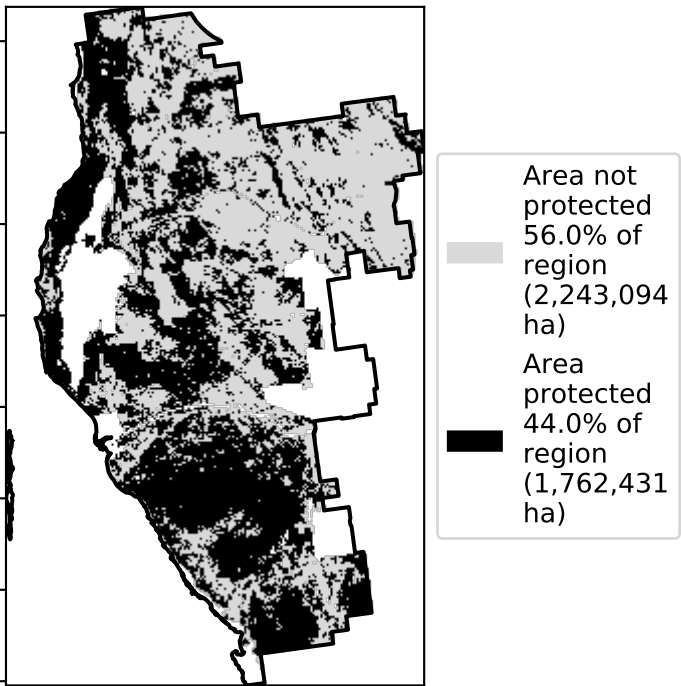 Area not
protected
56.0% of
region
(2,243,094
ha)
Area
protected
44.0% of
region
(1,762,431
ha)